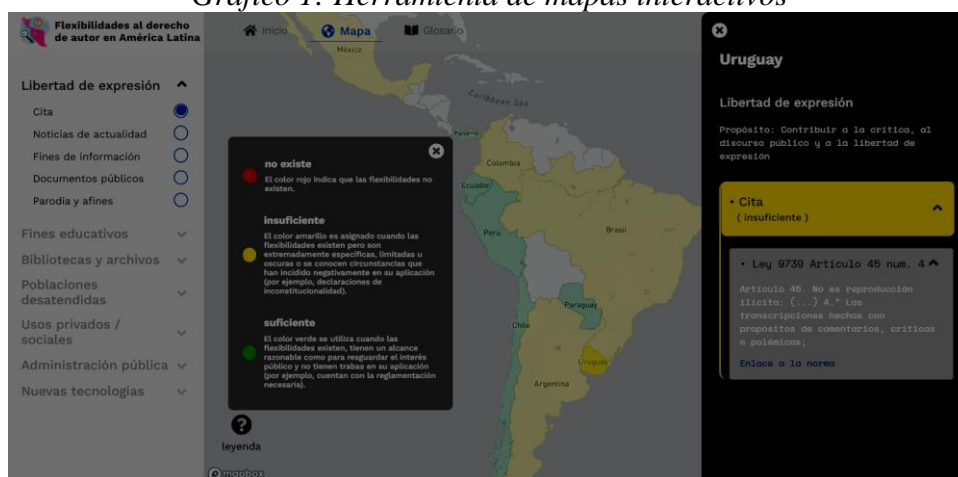 Gráfico 1: Herramienta de mapas interactivos
Flexibilidades al derecho
de autor en América Latina
Inicio
Mapa
Glosario
Libertad de expresión
Cita
Noticias de actualidad
Fines de información
Documentos públicos
Parodia y afines
Fines educativos
Bibliotecas y archivos
Poblaciones
desatendidas
Usos privados /
sociales
Administración pública
Nuevas tecnologías
México
Caribbean Sea
Panamá
Colombia
Ecuador
Perú
Brasil
Paraguay
Chile
Uruguay
Argentina
no existe
El color rojo indica que las flexibilidades no
existen.
insuficiente
El color amarillo es asignado cuando las
flexibilidades existen pero son
extremadamente específicas, limitadas u
oscuras o se conocen circunstancias que
han incidido negativamente en su aplicación
(por ejemplo, declaraciones de
inconstitucionalidad).
suficiente
El color verde se utiliza cuando las
flexibilidades existen, tienen un alcance
razonable como para resguardar el interés
público y no tienen trabas en su aplicación
(por ejemplo, cuentan con la reglamentación
necesaria).
?
leyenda
mapbox
Uruguay
Libertad de expresión
Propósito: Contribuir a la crítica, al
discurso público y a la libertad de
expresión
• Cita
( insuficiente )
• Ley 9739 Artículo 45 num. 4
Artículo 45. No es reproducción
ilícita: (...) 4.° Las
transcripciones hechas con
propósitos de comentarios, críticas
o polémicas;
Enlace a la norma